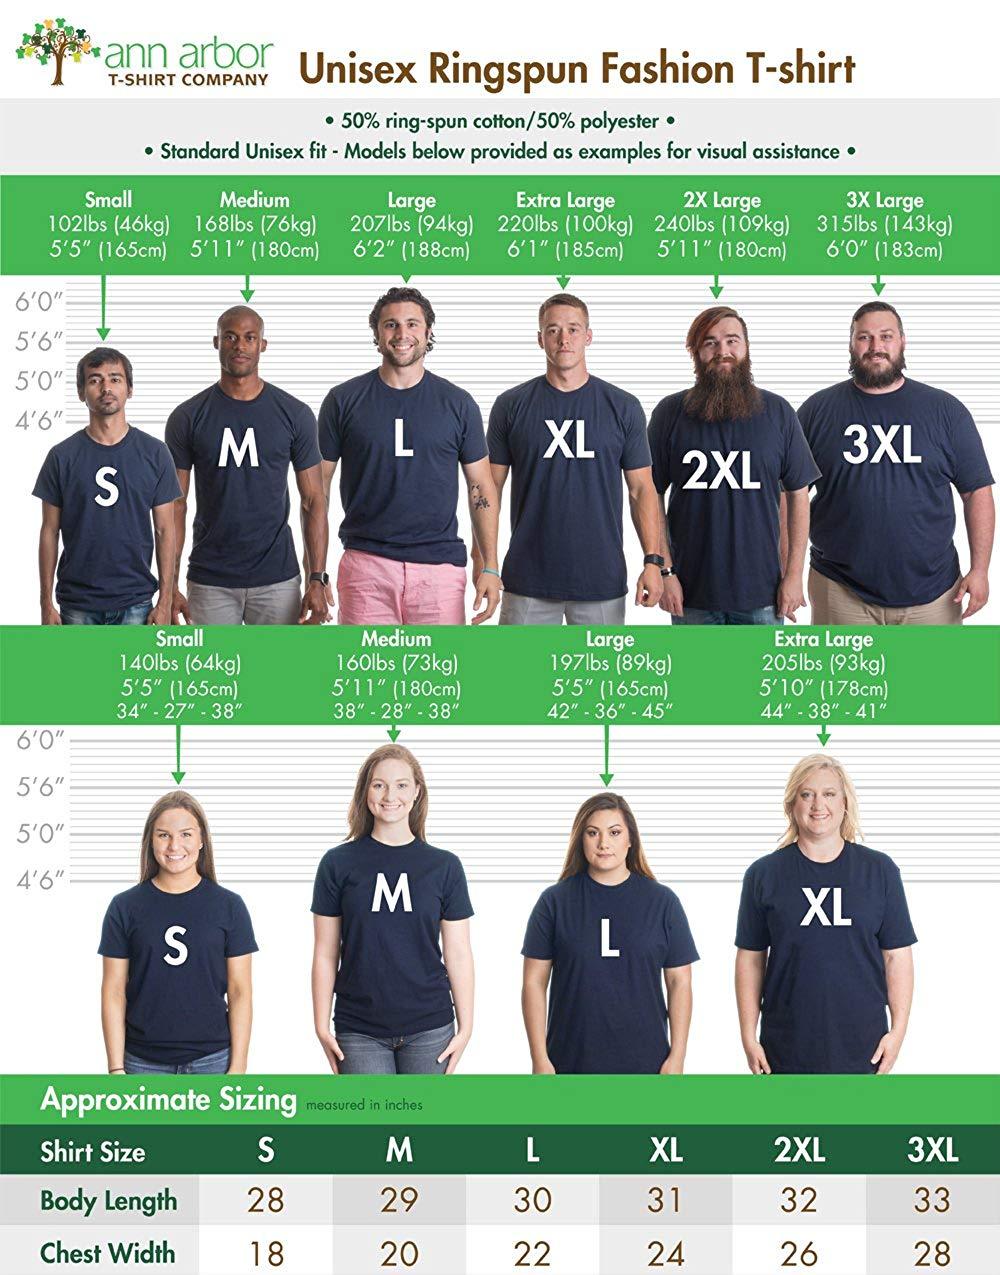 ann arbor
T-SHIRT COMPANY
Unisex Ringspun Fashion T-shirt
• 50% ring-spun cotton/50% polyester •
• Standard Unisex fit - Models below provided as examples for visual assistance •
Small Medium Large Extra Large 2X Large 3X Large
102lbs (46kg) 168lbs (76kg) 207lbs (94kg) 220lbs (100kg) 240lbs (109kg) 315lbs (143kg)
5’5” (165cm) 5’11” (180cm) 6’2” (188cm) 6’1” (185cm) 5’11” (180cm) 6’0” (183cm)
6’0”
5’6”
5’0”
4’6”
S M L XL 2XL 3XL
Small Medium Large Extra Large
140lbs (64kg) 160lbs (73kg) 197lbs (89kg) 205lbs (93kg)
5’5” (165cm) 5’11” (180cm) 5’5” (165cm) 5’10” (178cm)
34” - 27” - 38” 38” - 28” - 38” 42” - 36” - 45” 44” - 38” - 41”
6’0”
5’6”
5’0”
4’6”
S M L XL
Approximate Sizing measured in inches
Shirt Size S M L XL 2XL 3XL
Body Length 28 29 30 31 32 33
Chest Width 18 20 22 24 26 28